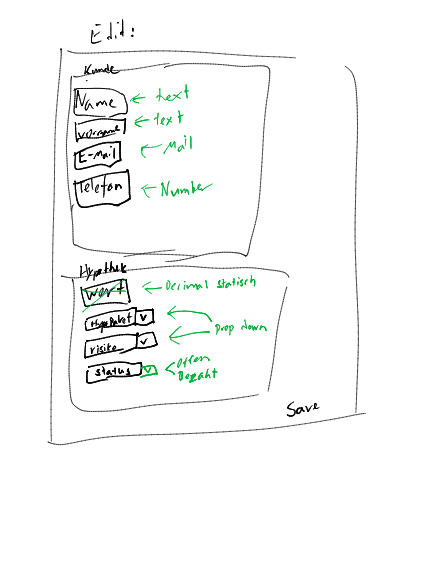 Edit:
Kunde
Name ← text
vorname ← text
E-Mail ← Mail
Telefon ← Number
Hypothek
wert ← Decimal statisch
Hypopaket v ← Drop down
risiko v ←
status v ← offen
Bezahlt
Save